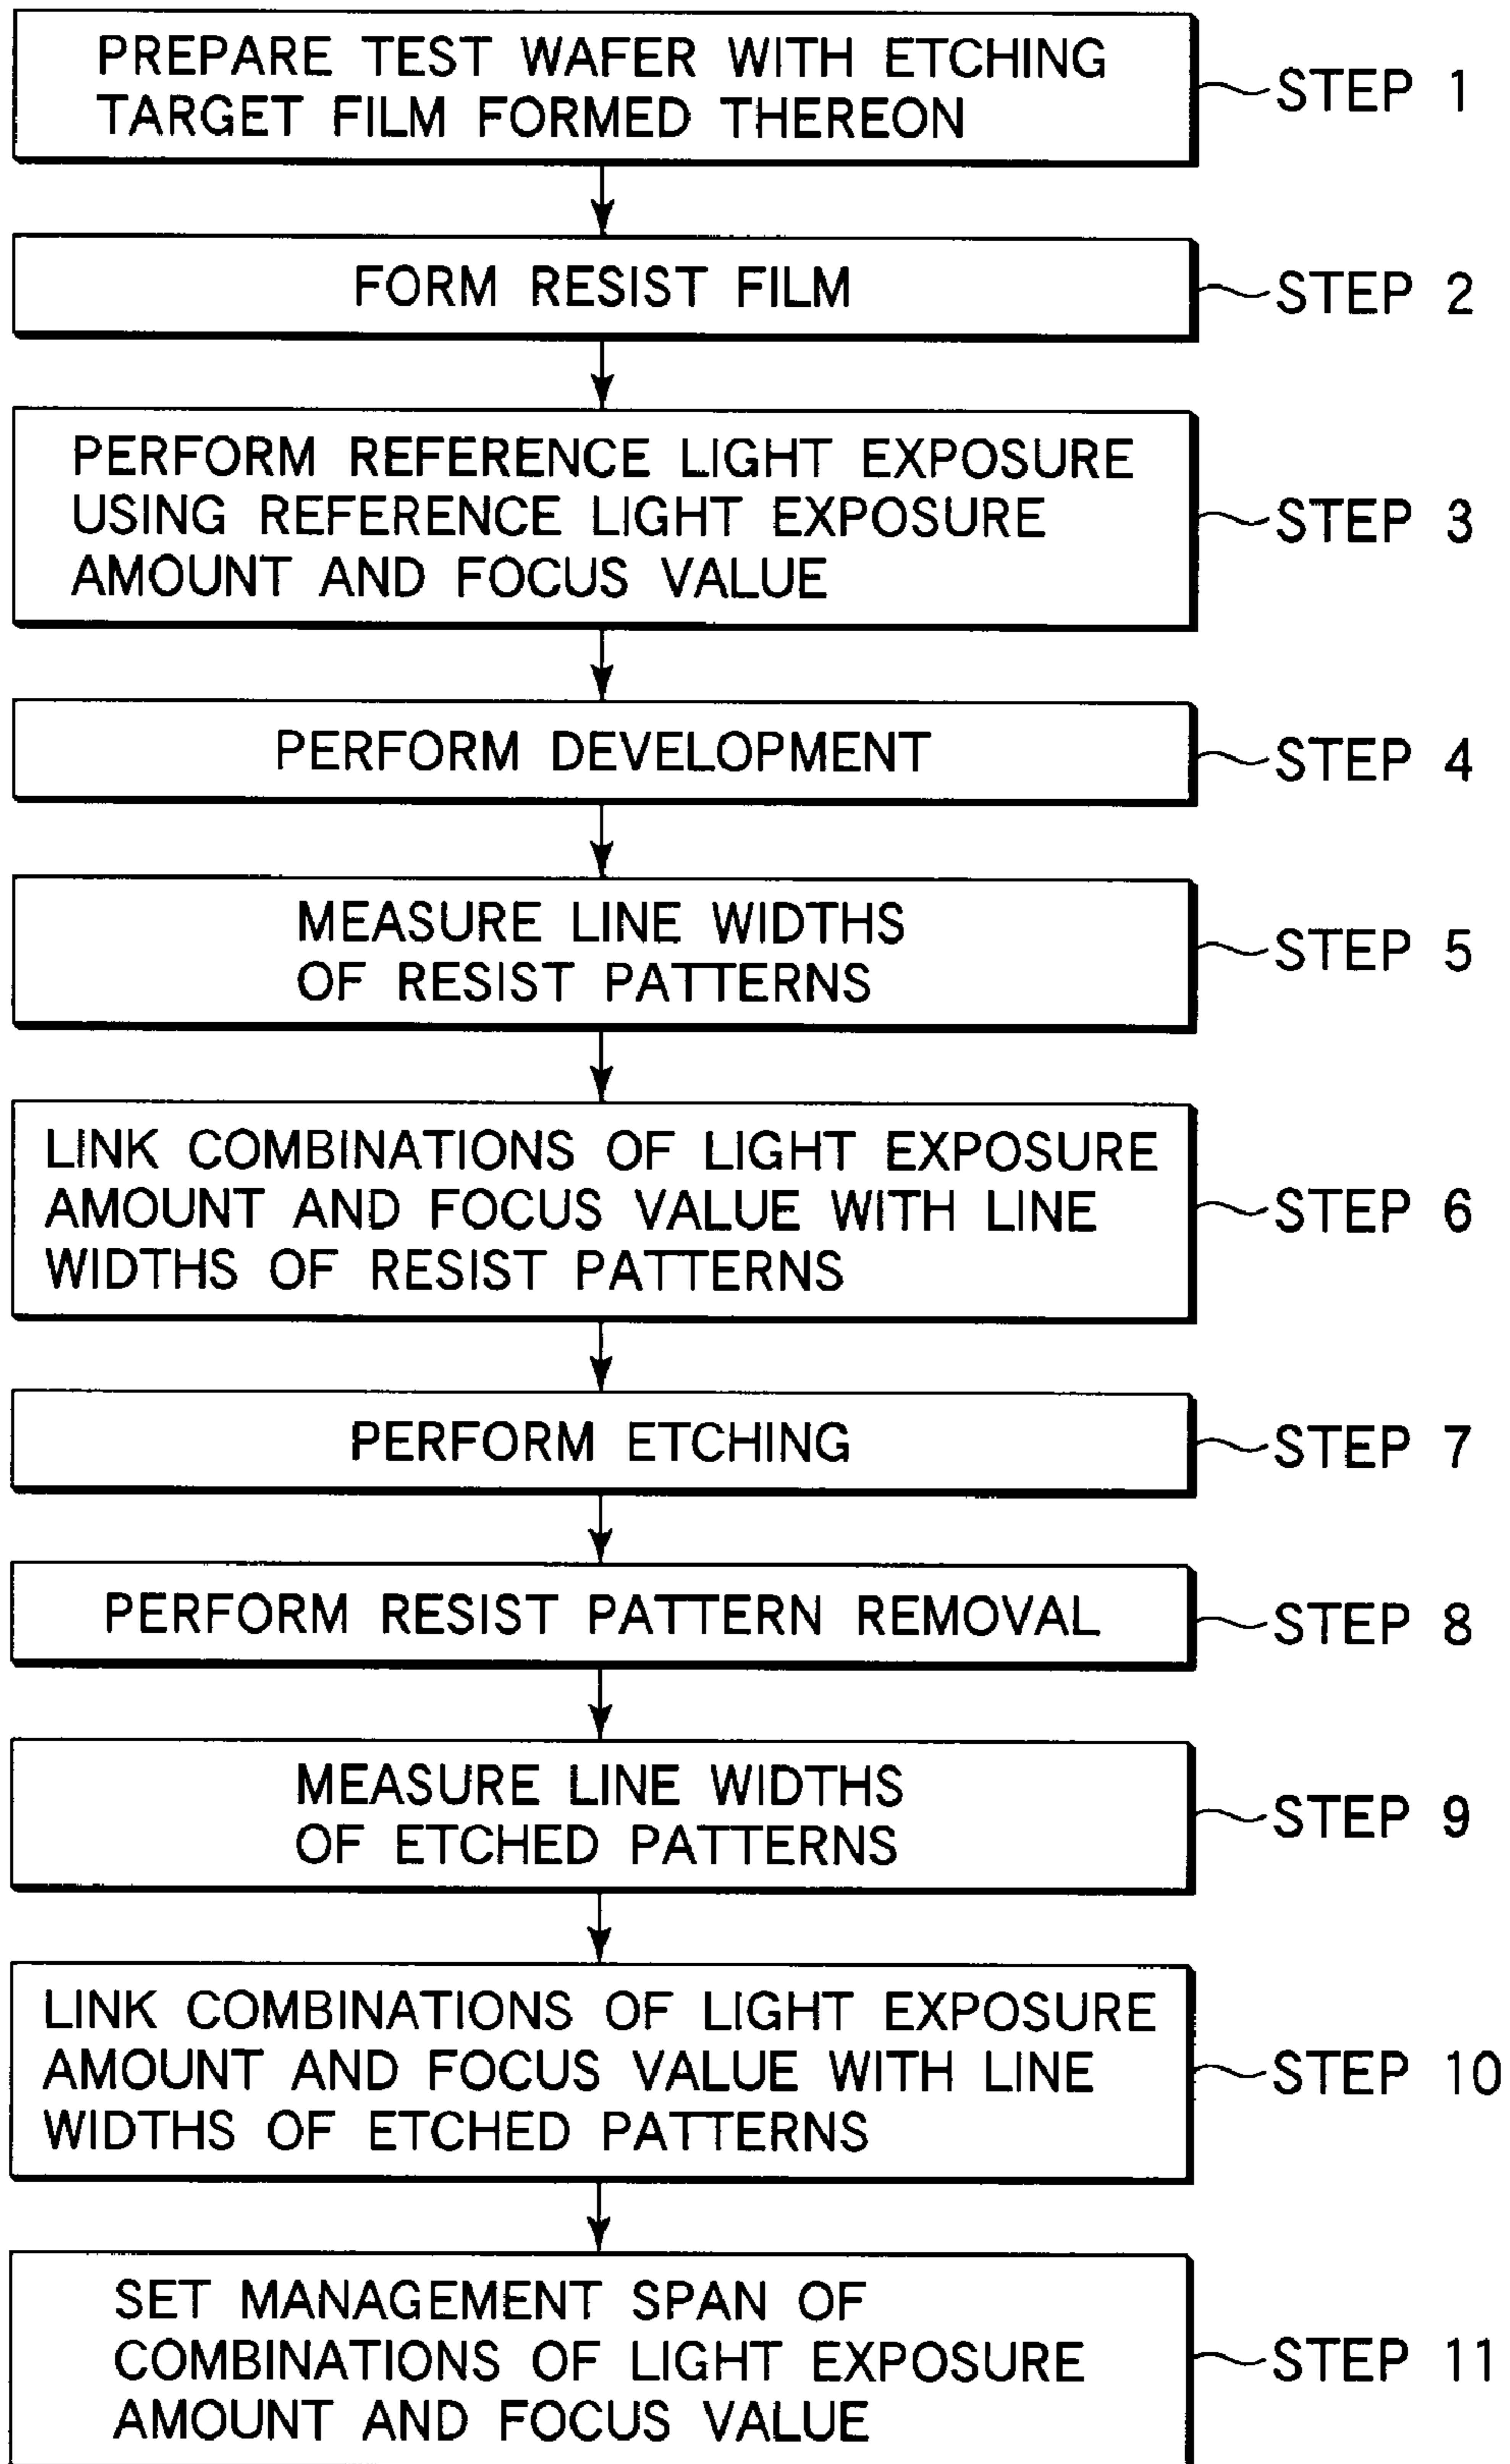 PREPARE TEST WAFER WITH ETCHING
TARGET FILM FORMED THEREON
STEP 1
FORM RESIST FILM
STEP 2
PERFORM REFERENCE LIGHT EXPOSURE
USING REFERENCE LIGHT EXPOSURE
AMOUNT AND FOCUS VALUE
STEP 3
PERFORM DEVELOPMENT
STEP 4
MEASURE LINE WIDTHS
OF RESIST PATTERNS
STEP 5
LINK COMBINATIONS OF LIGHT EXPOSURE
AMOUNT AND FOCUS VALUE WITH LINE
WIDTHS OF RESIST PATTERNS
STEP 6
PERFORM ETCHING
STEP 7
PERFORM RESIST PATTERN REMOVAL
STEP 8
MEASURE LINE WIDTHS
OF ETCHED PATTERNS
STEP 9
LINK COMBINATIONS OF LIGHT EXPOSURE
AMOUNT AND FOCUS VALUE WITH LINE
WIDTHS OF ETCHED PATTERNS
STEP 10
SET MANAGEMENT SPAN OF
COMBINATIONS OF LIGHT EXPOSURE
AMOUNT AND FOCUS VALUE
STEP 11